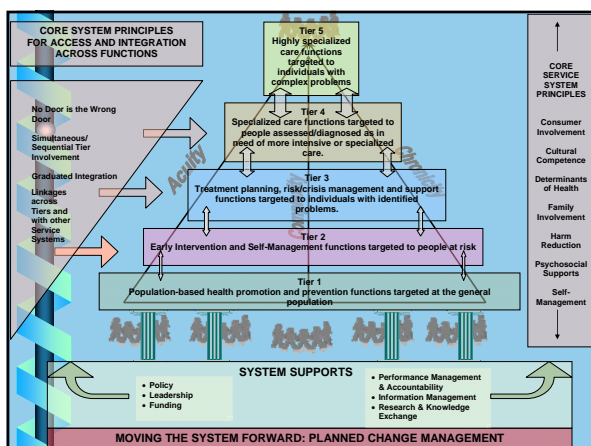 CORE SYSTEM PRINCIPLES
FOR ACCESS AND INTEGRATION
ACROSS FUNCTIONS
No Door is the Wrong
Door
Simultaneous/
Sequential Tier
Involvement
Graduated Integration
Linkages
across
Tiers and
with other
Service
Systems
Tier 5
Highly specialized
care functions
targeted to
individuals with
complex problems
Tier 4
Specialized care functions targeted to
people assessed/diagnosed as in
need of more intensive or specialized
care.
Acuity
Chronicity
Tier 3
Treatment planning, risk/crisis management and support
functions targeted to individuals with identified
problems.
Tier 2
Early Intervention and Self-Management functions targeted to people at risk
Tier 1
Population-based health promotion and prevention functions targeted at the general
population
CORE
SERVICE
SYSTEM
PRINCIPLES
Consumer
Involvement
Cultural
Competence
Determinants
of Health
Family
Involvement
Harm
Reduction
Psychosocial
Supports
Self-
Management
SYSTEM SUPPORTS
• Policy
• Leadership
• Funding
• Performance Management
& Accountability
• Information Management
• Research & Knowledge
Exchange
MOVING THE SYSTEM FORWARD: PLANNED CHANGE MANAGEMENT